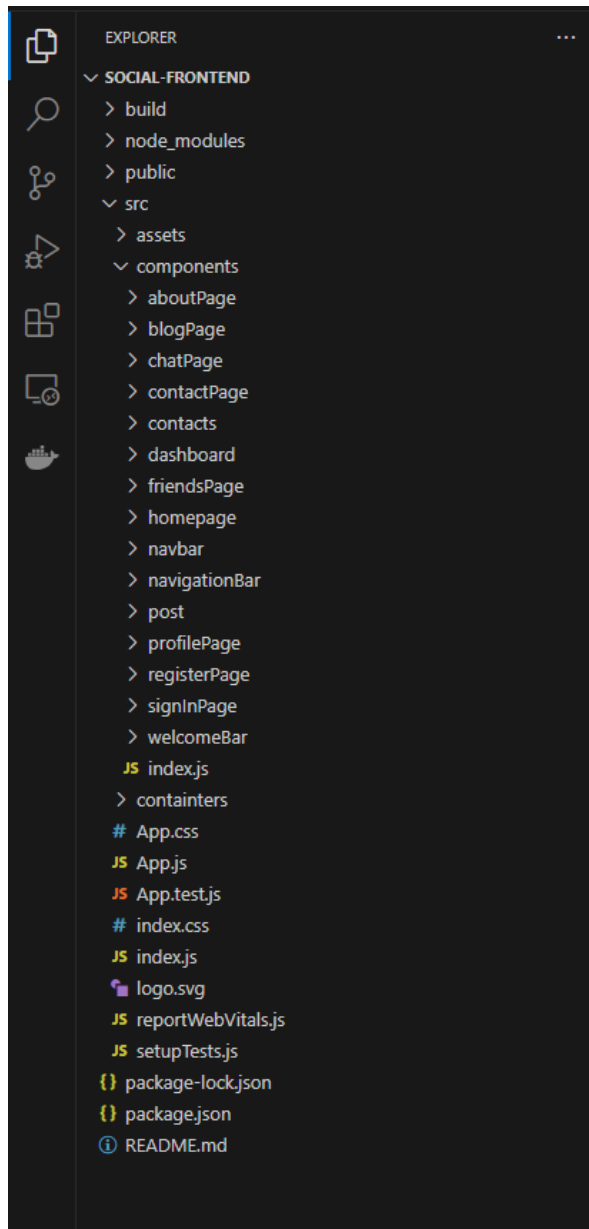 EXPLORER ...
SOCIAL-FRONTEND
build
node_modules
public
src
assets
components
aboutPage
blogPage
chatPage
contactPage
contacts
dashboard
friendsPage
homepage
navbar
navigationBar
post
profilePage
registerPage
signInPage
welcomeBar
JS index.js
containters
# App.css
JS App.js
JS App.test.js
# index.css
JS index.js
logo.svg
JS reportWebVitals.js
JS setupTests.js
{} package-lock.json
{} package.json
README.md